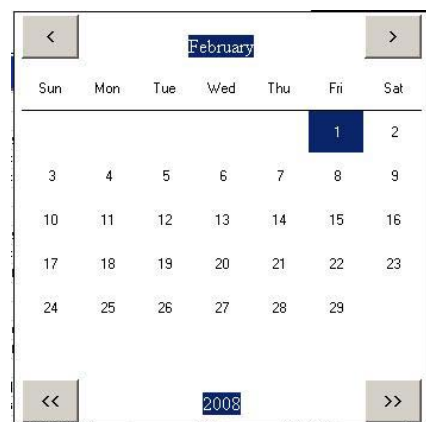 < February >
Sun Mon Tue Wed Thu Fri Sat
1 2
3 4 5 6 7 8 9
10 11 12 13 14 15 16
17 18 19 20 21 22 23
24 25 26 27 28 29
<< 2008 >>